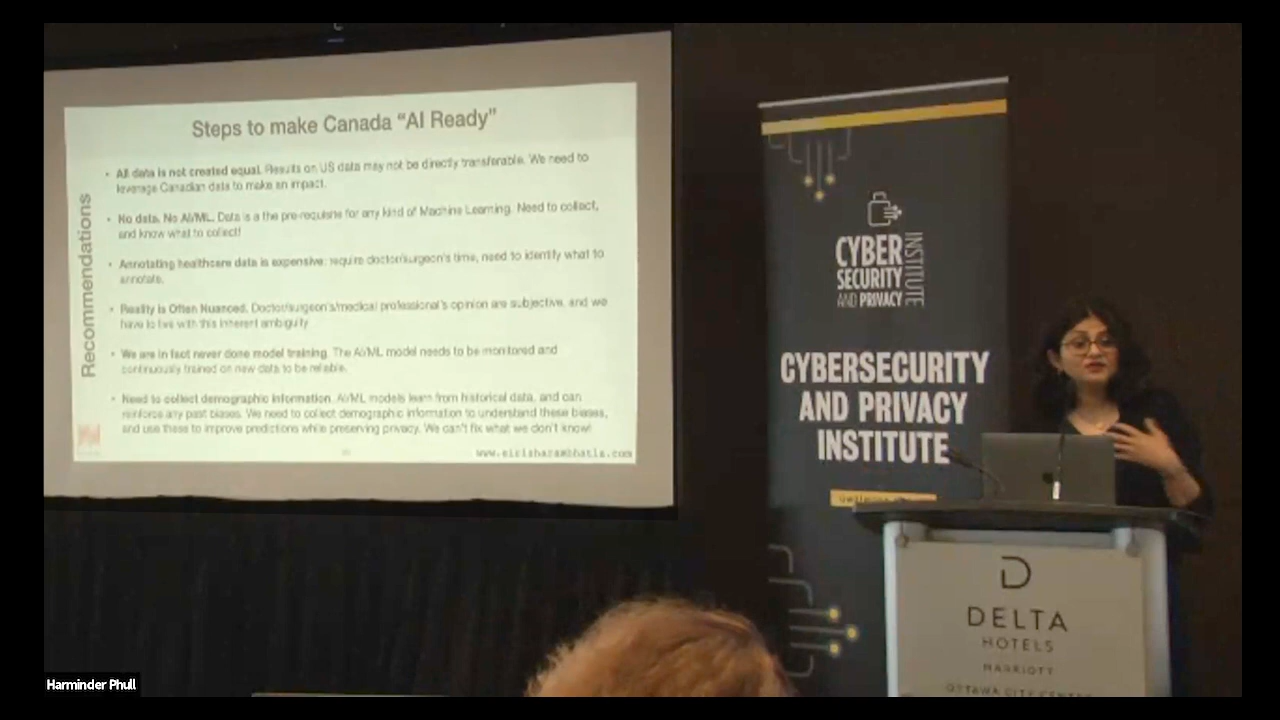 Steps to make Canada "AI Ready"
Recommendations
• All data is not created equal. Results on US data may not be directly transferable. We need to
leverage Canadian data to make an impact.
• No data, No AI/ML. Data is a the pre-requisite for any kind of Machine Learning. Need to collect,
and know what to collect!
• Annotating healthcare data is expensive: require doctor/surgeon's time, need to identify what to
annotate.
• Reality is Often Nuanced. Doctor/surgeon's/medical professional's opinion are subjective, and we
have to live with this inherent ambiguity
• We are in fact never done model training. The AI/ML model needs to be monitored and
continuously trained on new data to be reliable.
• Need to collect demographic information. AI/ML models learn from historical data, and can
reinforce any past biases. We need to collect demographic information to understand these biases,
and use these to improve predictions while preserving privacy. We can't fix what we don't know!
CYBER
SECURITY
AND PRIVACY
INSTITUTE
CYBERSECURITY
AND PRIVACY
INSTITUTE
D
DELTA
HOTELS
MARRIOTT
OTTAWA CITY CENTRE
Harminder Phull